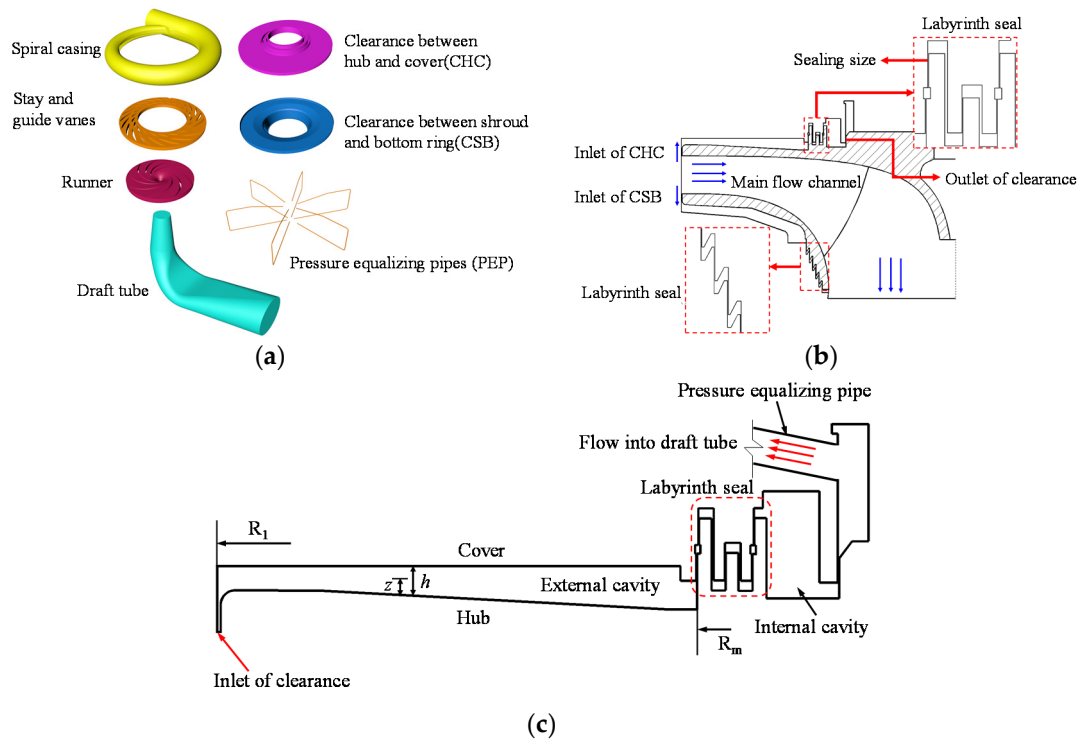 Spiral casing
Clearance between
hub and cover(CHC)
Stay and
guide vanes
Clearance between shroud
and bottom ring(CSB)
Runner
Pressure equalizing pipes (PEP)
Draft tube
(a)
Labyrinth seal
Sealing size
Inlet of CHC
Main flow channel
Outlet of clearance
Inlet of CSB
Labyrinth seal
(b)
Pressure equalizing pipe
Flow into draft tube
Labyrinth seal
R1
Cover
z
h
External cavity
Hub
Internal cavity
Rm
Inlet of clearance
(c)